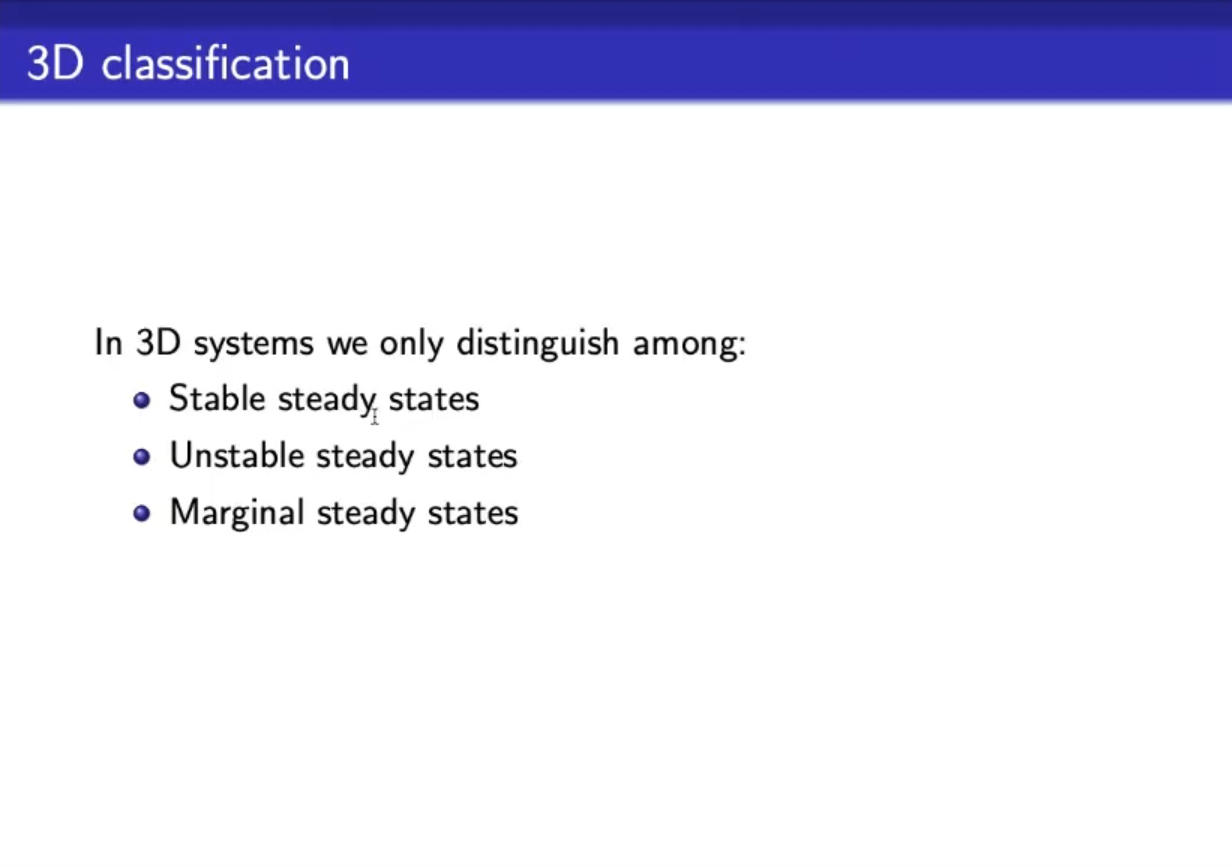 3D classification
In 3D systems we only distinguish among:
Stable steady states
Unstable steady states
Marginal steady states